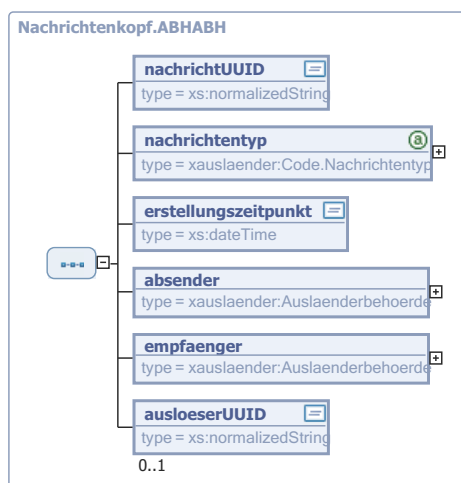 Nachrichtenkopf.ABHABH
nachrichtUUID
type = xs:normalizedString
nachrichtentyp a
type = xauslaender:Code.Nachrichtentyp
erstellungszeitpunkt
type = xs:dateTime
absender
type = xauslaender:Auslaenderbehoerde
empfaenger
type = xauslaender:Auslaenderbehoerde
ausloeserUUID
type = xs:normalizedString
0..1